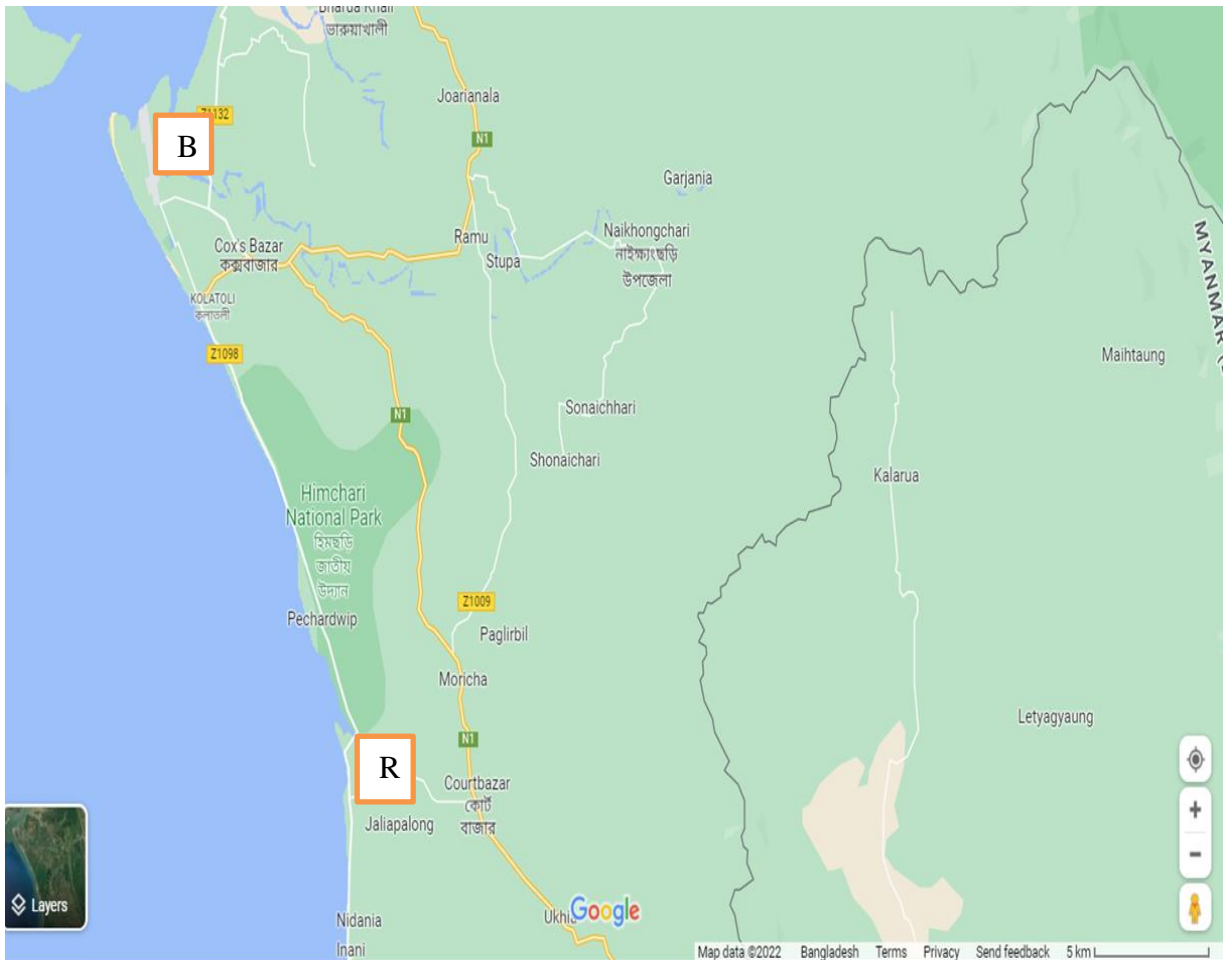 Bharua Khali
ভারুয়াখালী
Joarianala
Z1132
B
N1
Garjania
Ramu
Naikhongchari
নাইক্ষ্যংছড়ি
উপজেলা
Stupa
Cox's Bazar
কক্সবাজার
KOLATOLI
কলাতলী
Z1098
MYANMAR (
Maihtaung
N1
Sonaichhari
Shonaichari
Kalarua
Himchari
National Park
হিমছড়ি
জাতীয়
উদ্যান
Pechardwip
Z1009
Paglirbil
Moricha
Letyagyaung
N1
R
Courtbazar
কোর্ট
বাজার
Jaliapalong
Layers
Nidania
Inani
Ukhia
Google
Map data ©2022 Bangladesh Terms Privacy Send feedback 5 km